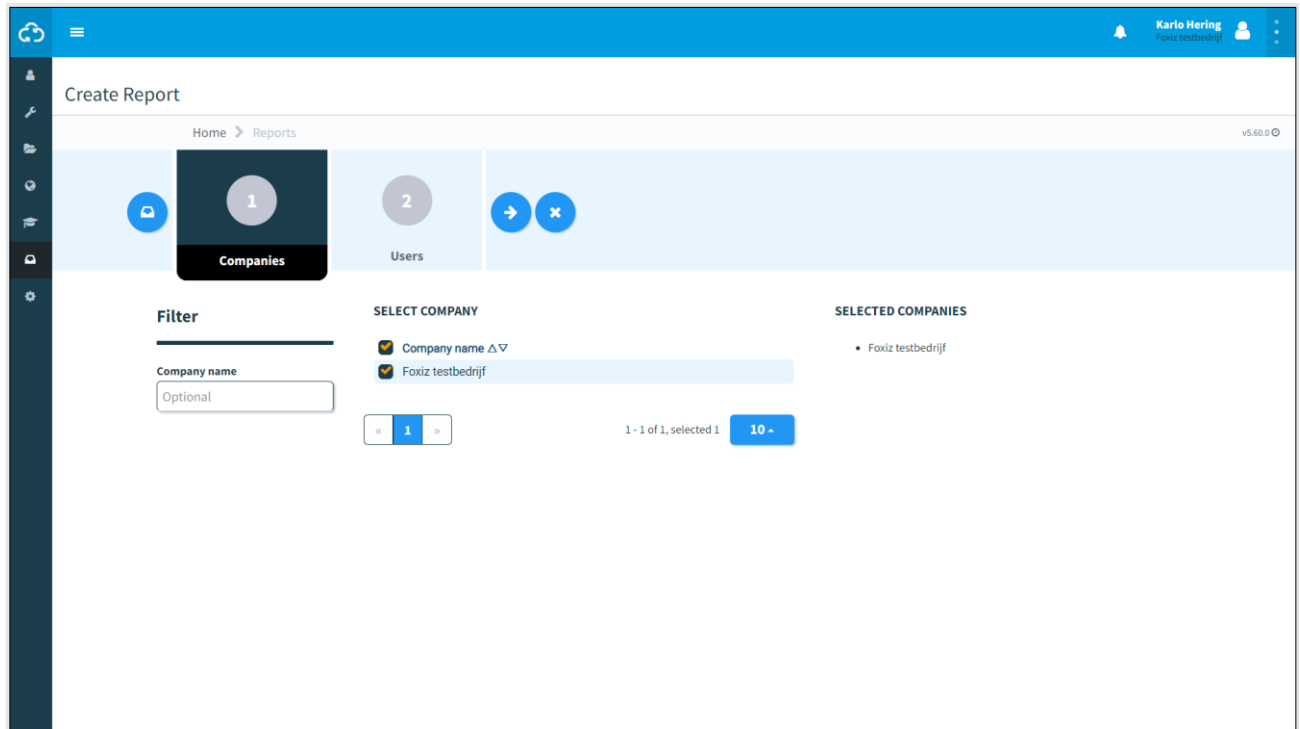 Karlo Hering
Foxiz testbedrijf
Create Report
Home Reports
v5.60.0
1
2
Companies
Users
Filter
SELECT COMPANY
SELECTED COMPANIES
Company name
Foxiz testbedrijf
Foxiz testbedrijf
Company name
Optional
« 1 »
1 - 1 of 1, selected 1
10